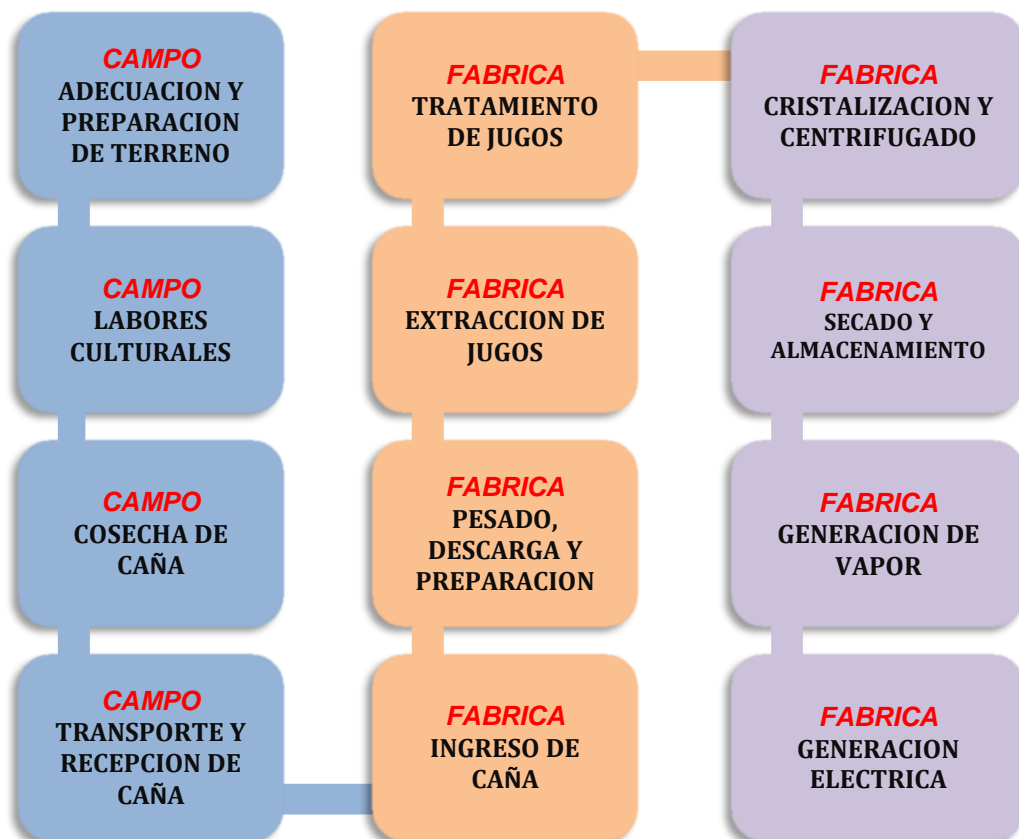 CAMPO
ADECUACION Y
PREPARACION
DE TERRENO
CAMPO
LABORES
CULTURALES
CAMPO
COSECHA DE
CAÑA
CAMPO
TRANSPORTE Y
RECEPCION DE
CAÑA
FABRICA
INGRESO DE
CAÑA
FABRICA
PESADO,
DESCARGA Y
PREPARACION
FABRICA
EXTRACCION DE
JUGOS
FABRICA
TRATAMIENTO
DE JUGOS
FABRICA
CRISTALIZACION Y
CENTRIFUGADO
FABRICA
SECADO Y
ALMACENAMIENTO
FABRICA
GENERACION DE
VAPOR
FABRICA
GENERACION
ELECTRICA